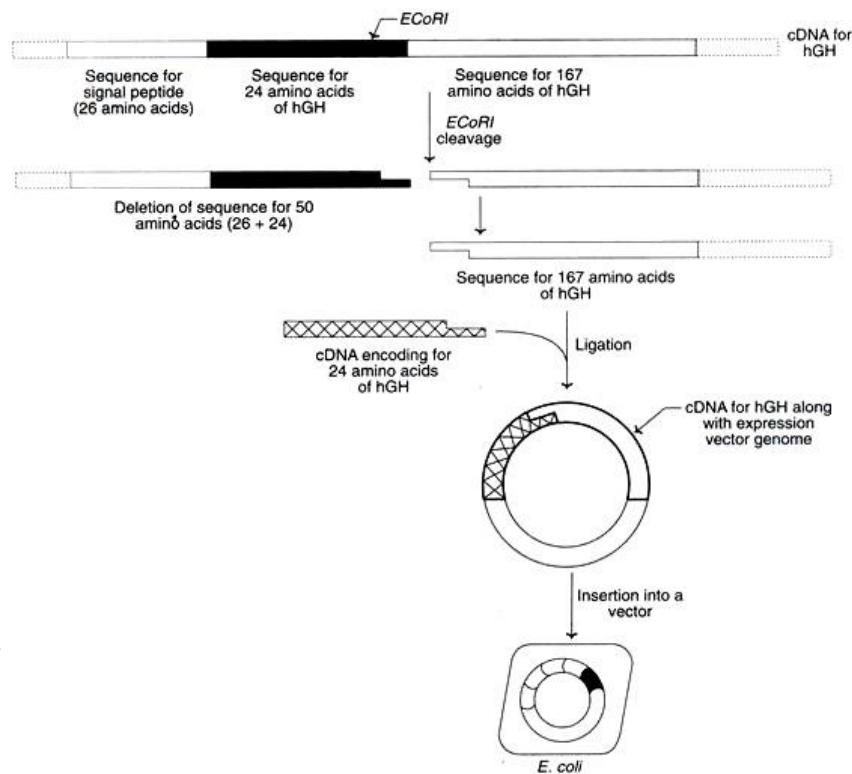 ECoRI
cDNA for
hGH
Sequence for
signal peptide
(26 amino acids)
Sequence for
24 amino acids
of hGH
Sequence for 167
amino acids of hGH
ECoRI
cleavage
Deletion of sequence for 50
amino acids (26 + 24)
Sequence for 167 amino acids
of hGH
cDNA encoding for
24 amino acids
of hGH
Ligation
cDNA for hGH along
with expression
vector genome
Insertion into a
vector
E. coli